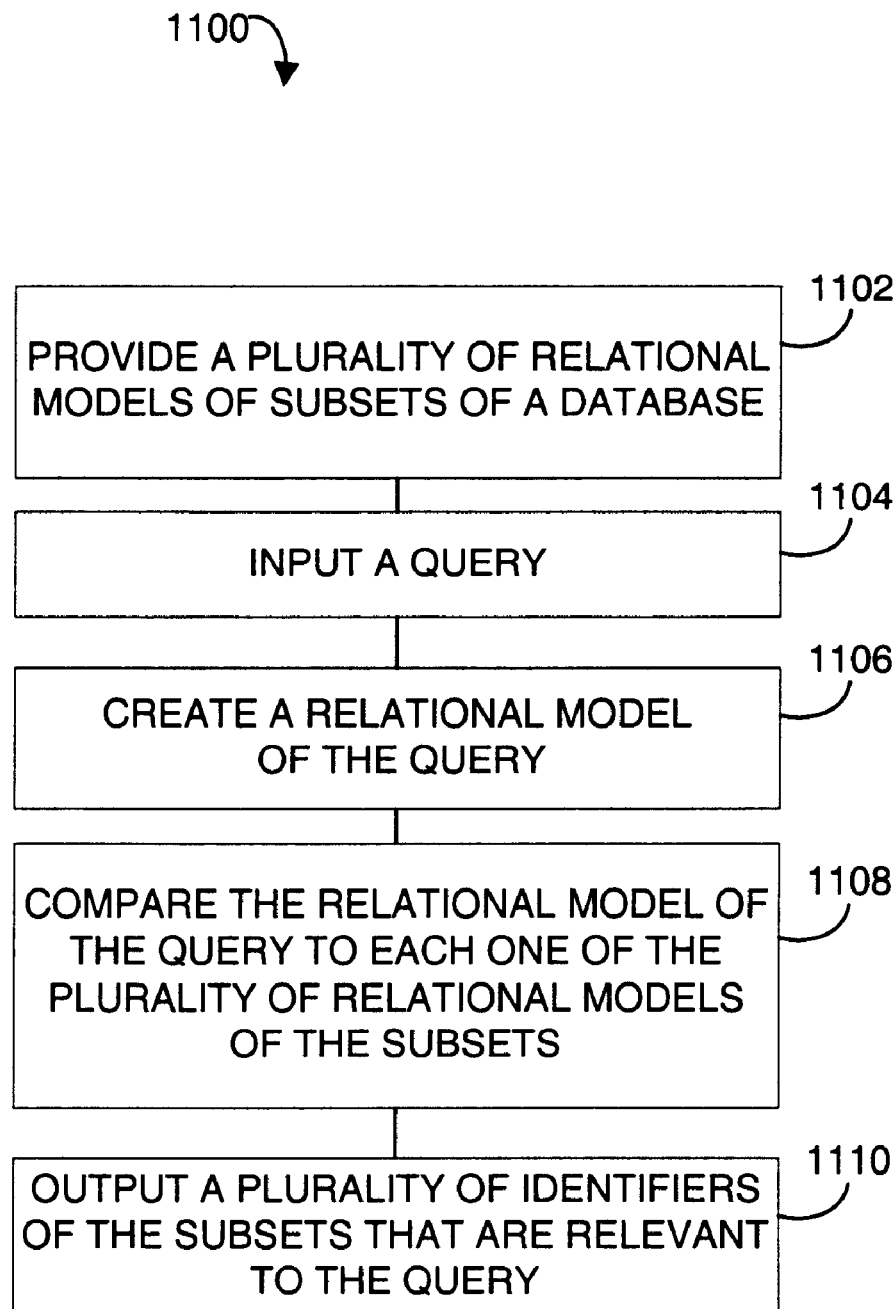 1100
1102
PROVIDE A PLURALITY OF RELATIONAL
MODELS OF SUBSETS OF A DATABASE
1104
INPUT A QUERY
1106
CREATE A RELATIONAL MODEL
OF THE QUERY
1108
COMPARE THE RELATIONAL MODEL OF
THE QUERY TO EACH ONE OF THE
PLURALITY OF RELATIONAL MODELS
OF THE SUBSETS
1110
OUTPUT A PLURALITY OF IDENTIFIERS
OF THE SUBSETS THAT ARE RELEVANT
TO THE QUERY